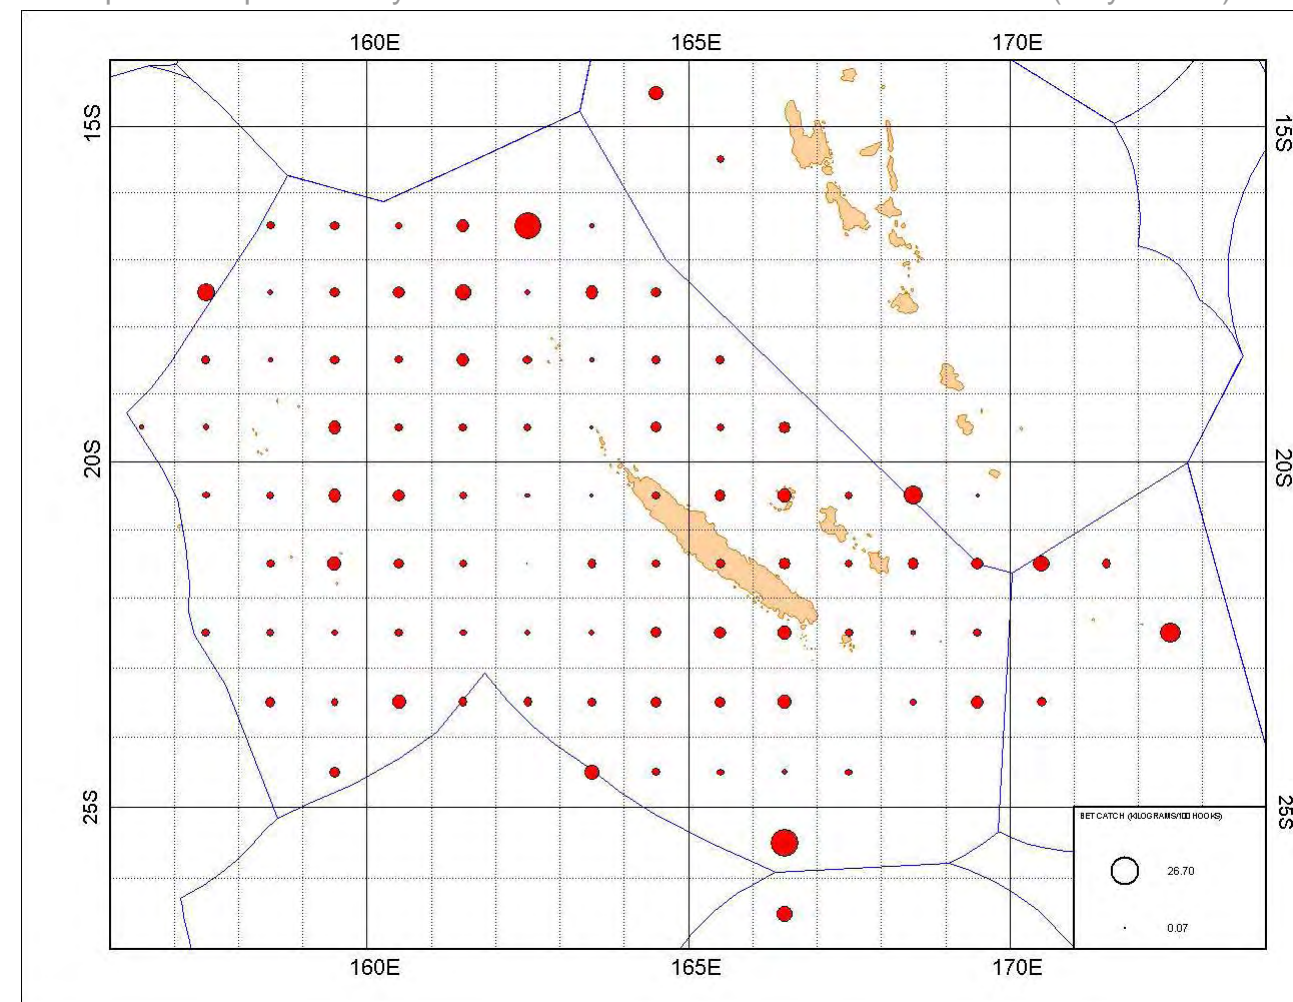 160E 165E 170E
15S 15S
20S 20S
25S 25S
BET CATCH (KILOGRAMS/100 HOOKS)
26.70
0.07
160E 165E 170E